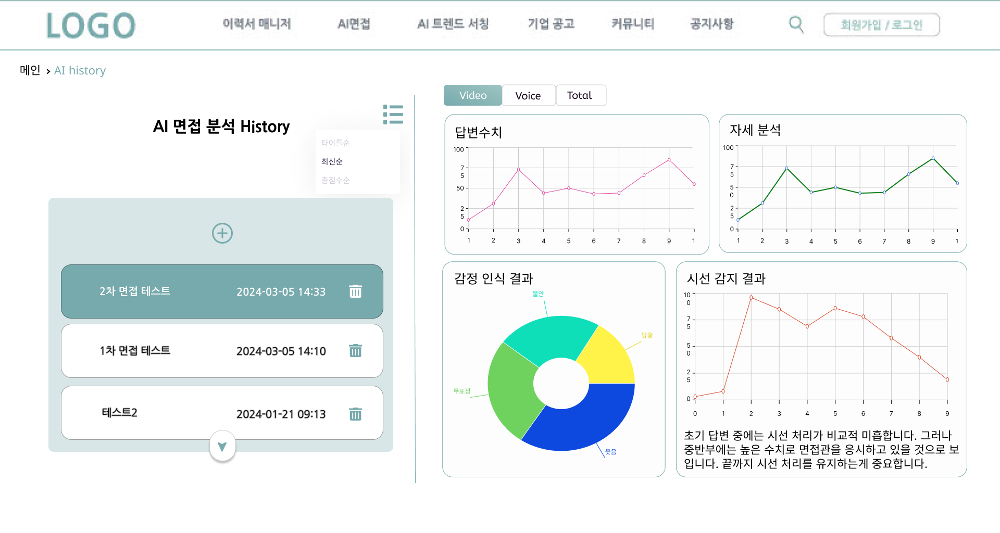 LOGO 이력서 매니저 AI면접 AI 트렌드 서칭 기업 공고 커뮤니티 공지사항 회원가입 / 로그인
메인 > AI history
AI 면접 분석 History
타이틀순
최신순
총점수순
2차 면접 테스트 2024-03-05 14:33
1차 면접 테스트 2024-03-05 14:10
테스트2 2024-01-21 09:13
Video Voice Total
답변수치
100
7
5
50
2
5
0
1 2 3 4 5 6 7 8 9 1
자세 분석
100
7
5
5
0
2
5
0
1 2 3 4 5 6 7 8 9 1
감정 인식 결과
불안
당황
무표정
웃음
시선 감지 결과
10
0
7
5
5
0
2
5
0
0 1 2 3 4 5 6 7 8 9
초기 답변 중에는 시선 처리가 비교적 미흡합니다. 그러나
중반부에는 높은 수치로 면접관을 응시하고 있을 것으로 보
입니다. 끝까지 시선 처리를 유지하는게 중요합니다.